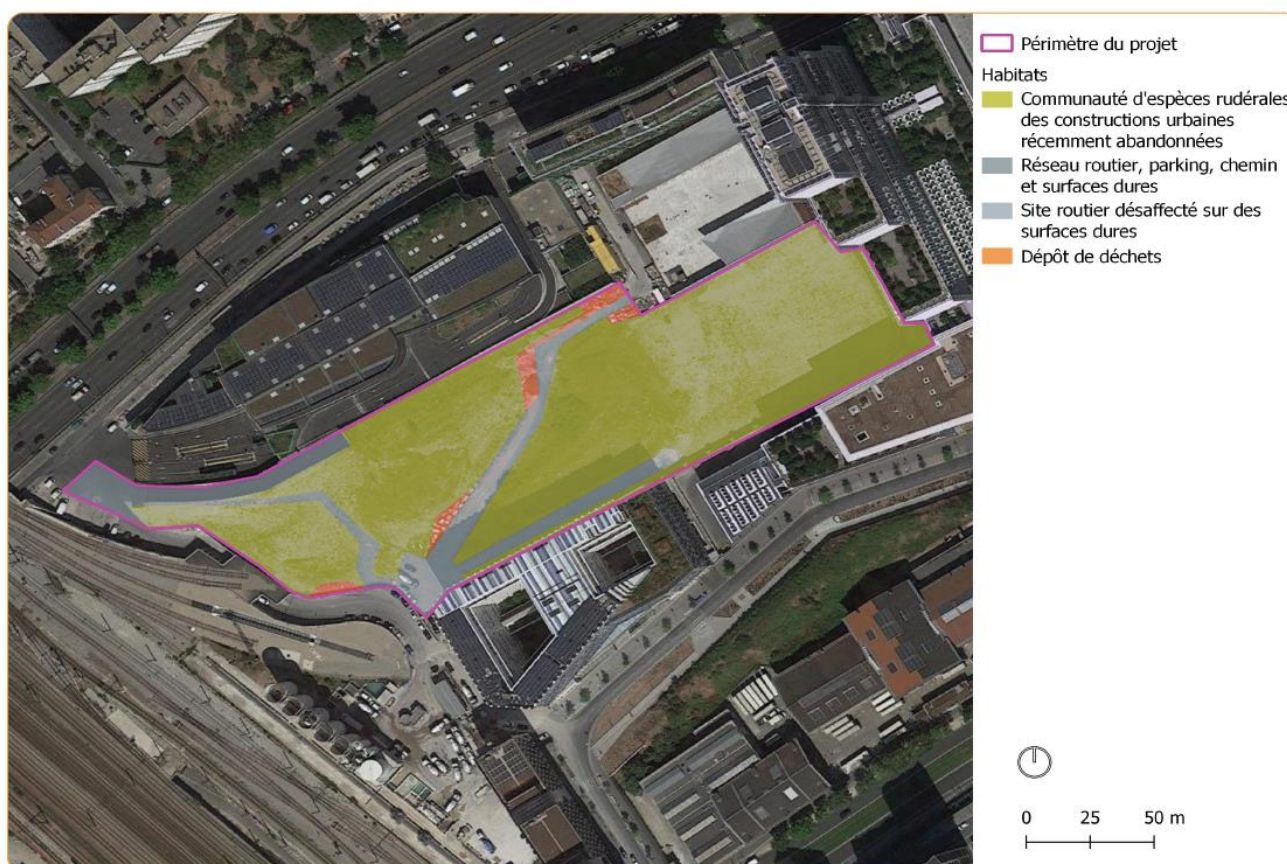 Périmètre du projet
Habitats
Communauté d'espèces rudérales
des constructions urbaines
récemment abandonnées
Réseau routier, parking, chemin
et surfaces dures
Site routier désaffecté sur des
surfaces dures
Dépôt de déchets
0 25 50 m